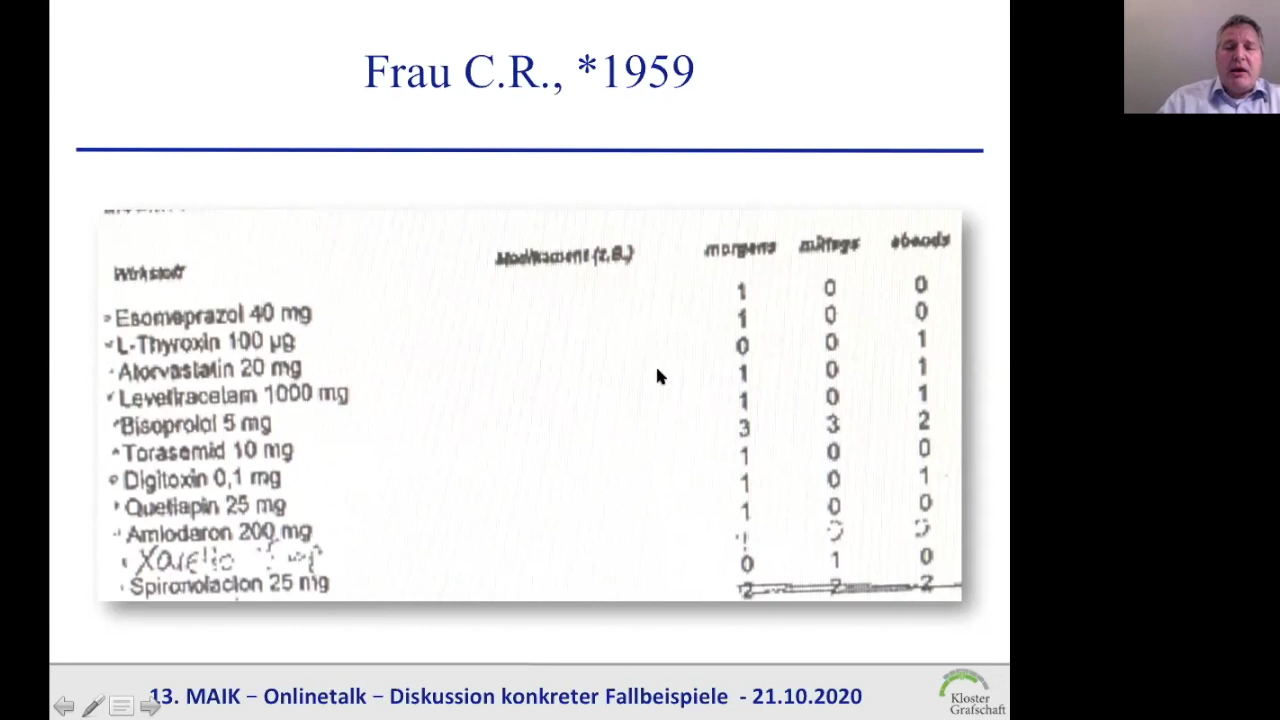 Frau C.R., *1959
Wirkstoff Medikament (z.B.) morgens mittags abends
Esomeprazol 40 mg 1 0 0
L-Thyroxin 100 µg 1 0 0
Atorvastatin 20 mg 0 0 1
Levetiracetam 1000 mg 1 0 1
Bisoprolol 5 mg 1 0 1
Torasemid 10 mg 3 3 2
Digitoxin 0,1 mg 1 0 0
Quetiapin 25 mg 1 0 1
Amiodaron 200 mg 1 0 0
Xarelto mg
Spironolacton 25 mg 0 1 0
2 2 2
13. MAIK – Onlinetalk – Diskussion konkreter Fallbeispiele - 21.10.2020
Kloster
Grafschaft